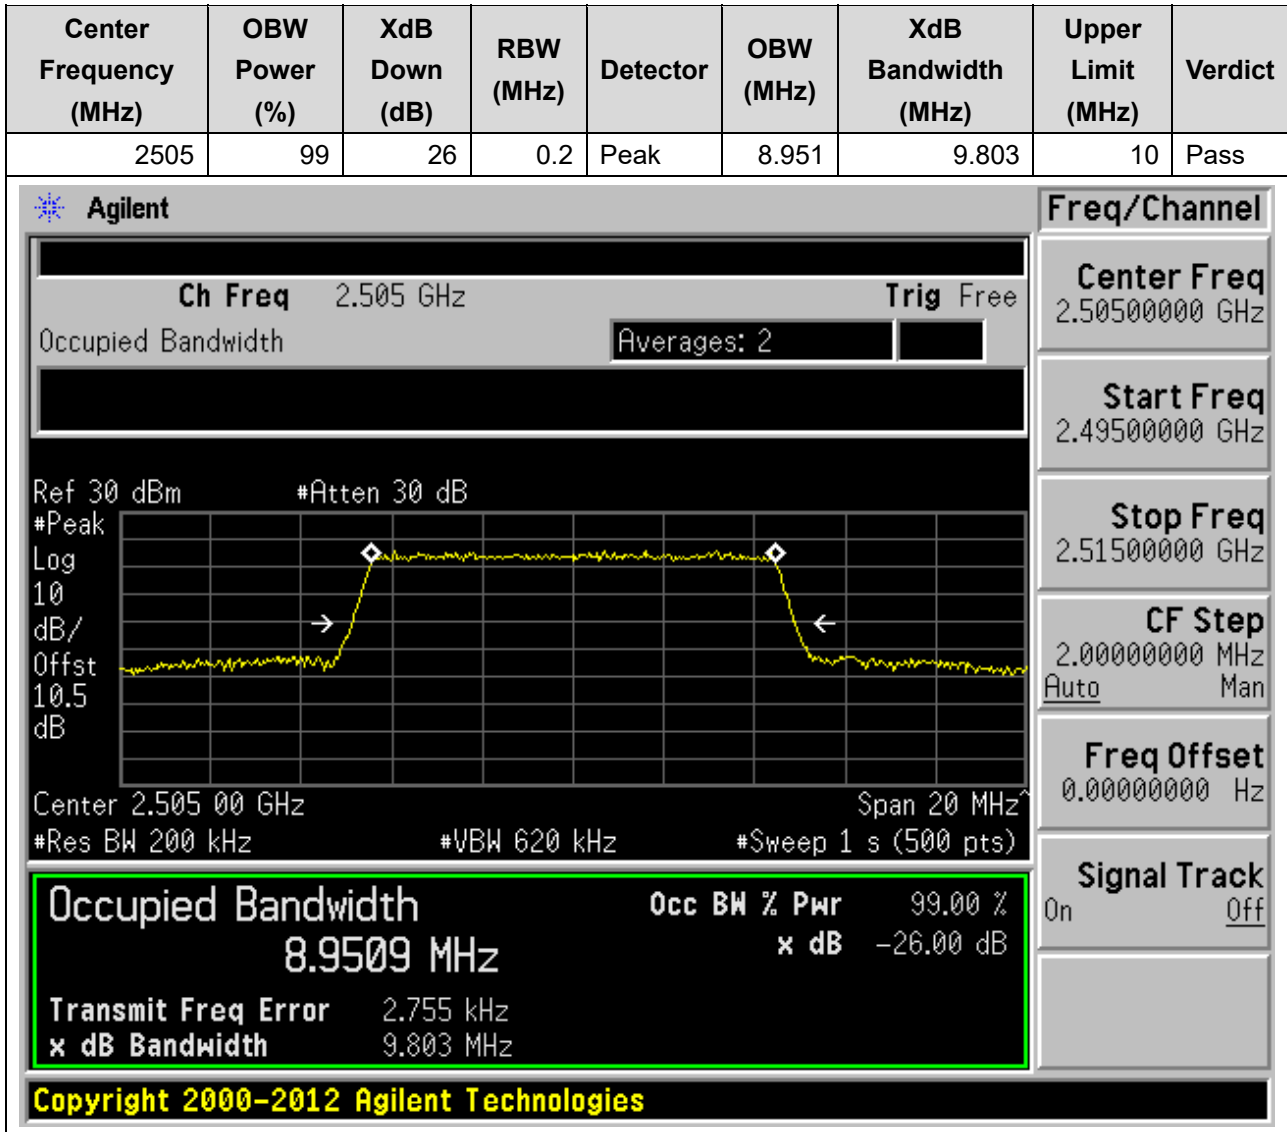 Center Frequency (MHz) OBW Power (%) XdB Down (dB) RBW (MHz) Detector OBW (MHz) XdB Bandwidth (MHz) Upper Limit (MHz) Verdict
2505 99 26 0.2 Peak 8.951 9.803 10 Pass
Agilent
Freq/Channel
Ch Freq 2.505 GHz Trig Free
Occupied Bandwidth Averages: 2
Center Freq
2.50500000 GHz
Start Freq
2.49500000 GHz
Stop Freq
2.51500000 GHz
CF Step
2.00000000 MHz
Auto Man
Freq Offset
0.00000000 Hz
Signal Track
On Off
Ref 30 dBm #Atten 30 dB
#Peak
Log
10
dB/
Offst
10.5
dB
Center 2.505 00 GHz Span 20 MHz^
#Res BW 200 kHz #VBW 620 kHz #Sweep 1 s (500 pts)
Occupied Bandwidth Occ BW % Pwr 99.00 %
8.9509 MHz x dB -26.00 dB
Transmit Freq Error 2.755 kHz
x dB Bandwidth 9.803 MHz
Copyright 2000-2012 Agilent Technologies